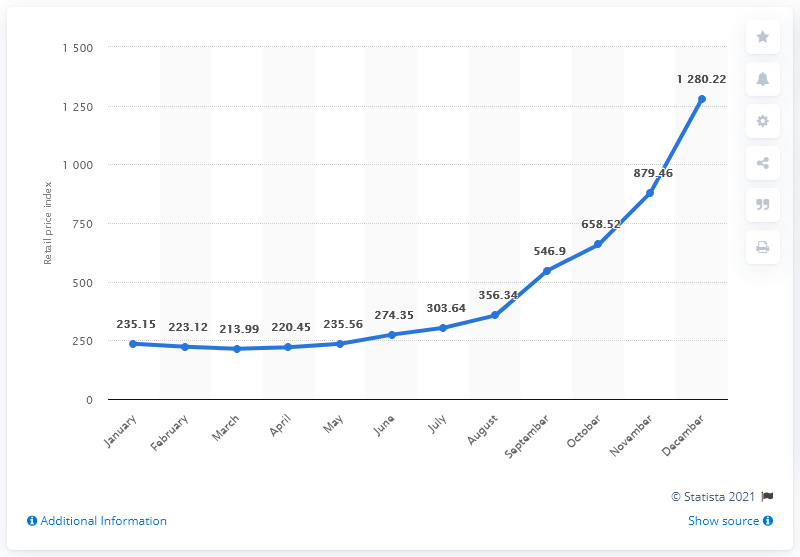 1 500
1 250
1 000
750
500
250
0
Retail price index
235.15
223.12
213.99
220.45
235.56
274.35
303.64
356.34
546.9
658.52
879.46
1 280.22
January
February
March
April
May
June
July
August
September
October
November
December
© Statista 2021
Additional Information
Show source